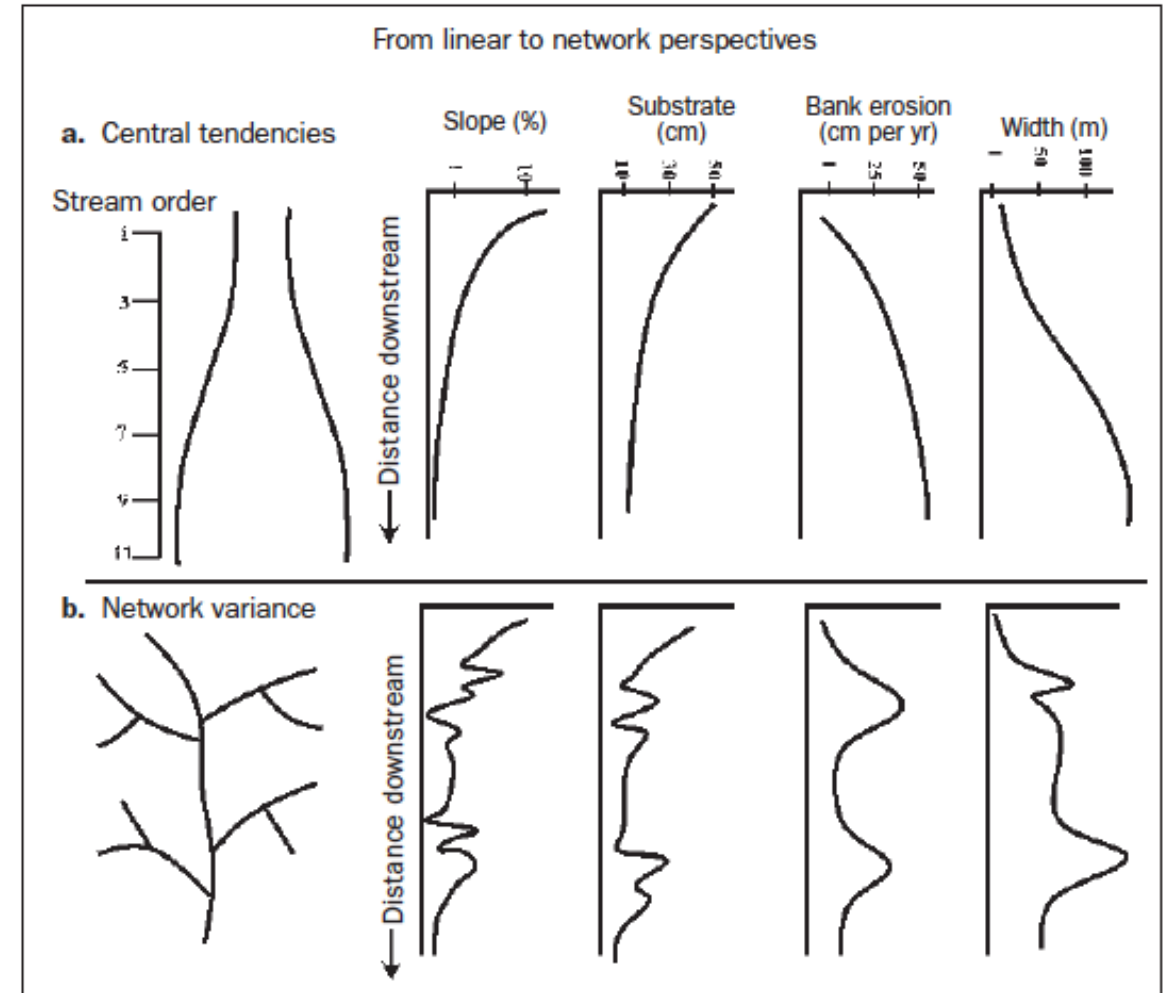 From linear to network perspectives
a. Central tendencies
Slope (%)
Substrate
(cm)
Bank erosion
(cm per yr)
Width (m)
1
10
10
30
50
1
25
50
1
50
100
Stream order
1
3
5
7
9
11
Distance downstream
b. Network variance
Distance downstream